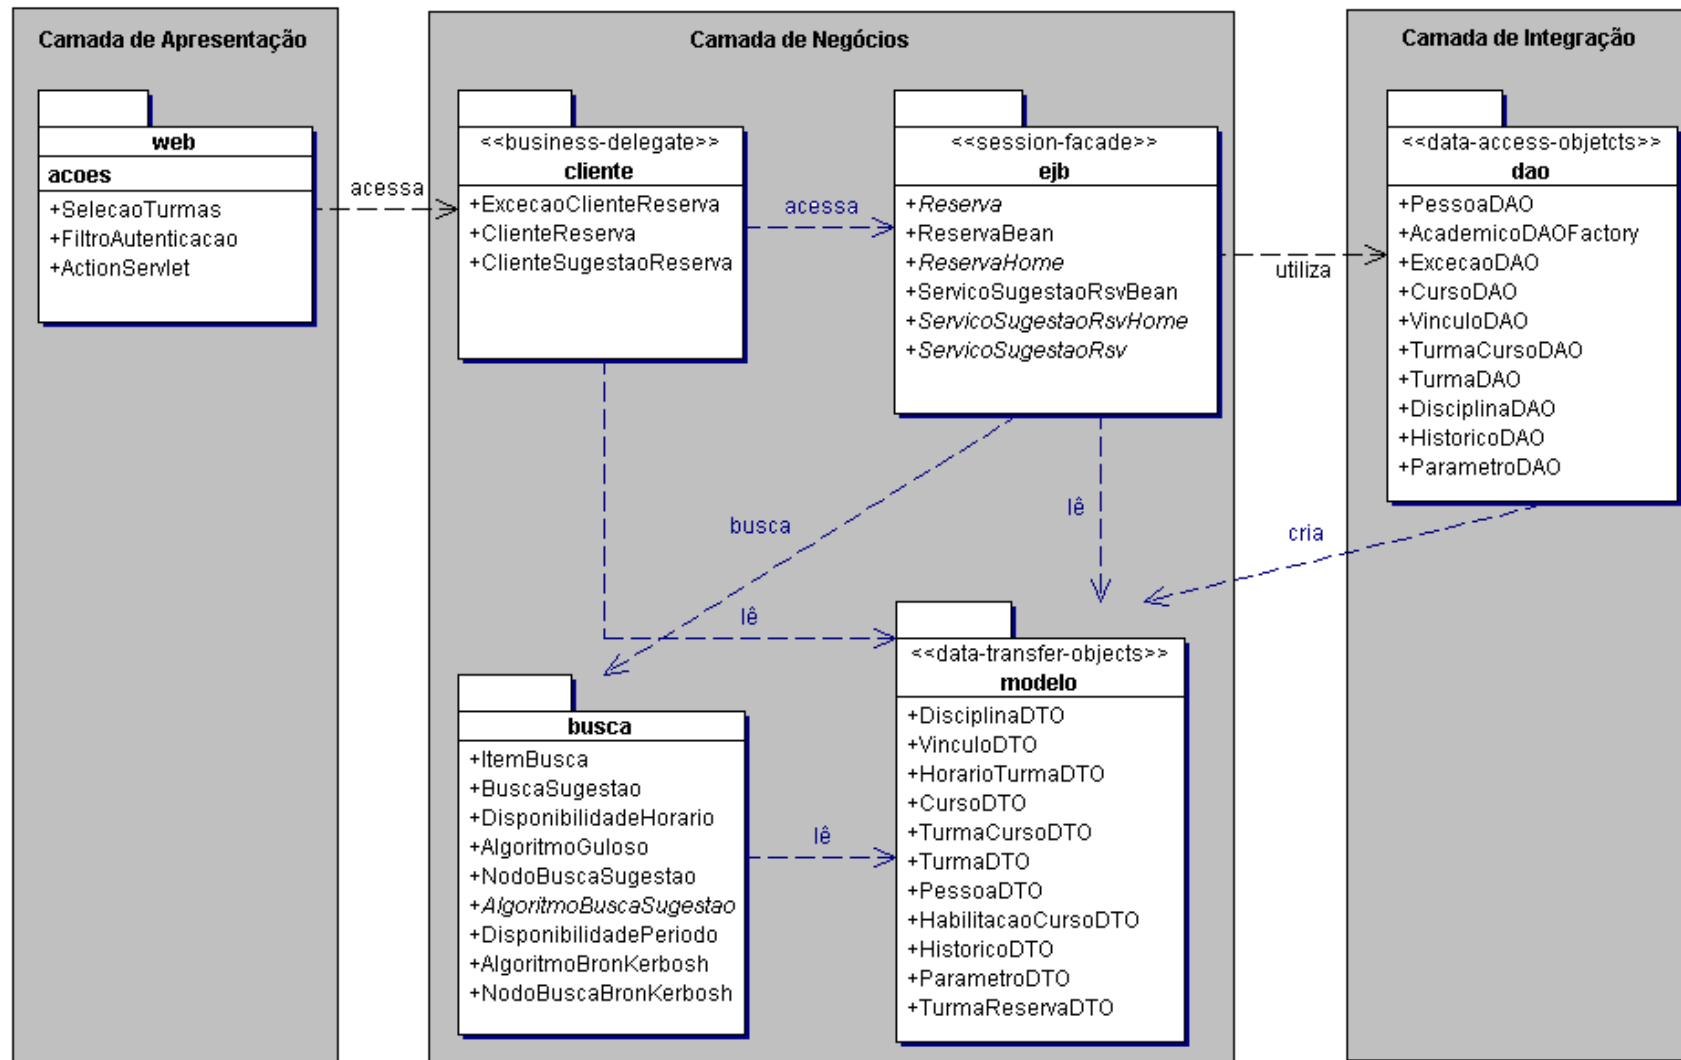 Camada de Apresentação
web
acoes
+SelecaoTurmas
+FiltroAutenticacao
+ActionServlet
acessa
Camada de Negócios
<<business-delegate>>
cliente
+ExcecaoClienteReserva
+ClienteReserva
+ClienteSugestaoReserva
acessa
<<session-facade>>
ejb
+Reserva
+ReservaBean
+ReservaHome
+ServicoSugestaoRsvBean
+ServicoSugestaoRsvHome
+ServicoSugestaoRsv
utiliza
Camada de Integração
<<data-access-objetcts>>
dao
+PessoaDAO
+AcademicoDAOFactory
+ExcecaoDAO
+CursoDAO
+VinculoDAO
+TurmaCursoDAO
+TurmaDAO
+DisciplinaDAO
+HistoricoDAO
+ParametroDAO
busca
lê
cria
lê
busca
+ItemBusca
+BuscaSugestao
+DisponibilidadeHorario
+AlgoritmoGuloso
+NodoBuscaSugestao
+AlgoritmoBuscaSugestao
+DisponibilidadePeriodo
+AlgoritmoBronKerbosh
+NodoBuscaBronKerbosh
lê
<<data-transfer-objects>>
modelo
+DisciplinaDTO
+VinculoDTO
+HorarioTurmaDTO
+CursoDTO
+TurmaCursoDTO
+TurmaDTO
+PessoaDTO
+HabilitacaoCursoDTO
+HistoricoDTO
+ParametroDTO
+TurmaReservaDTO